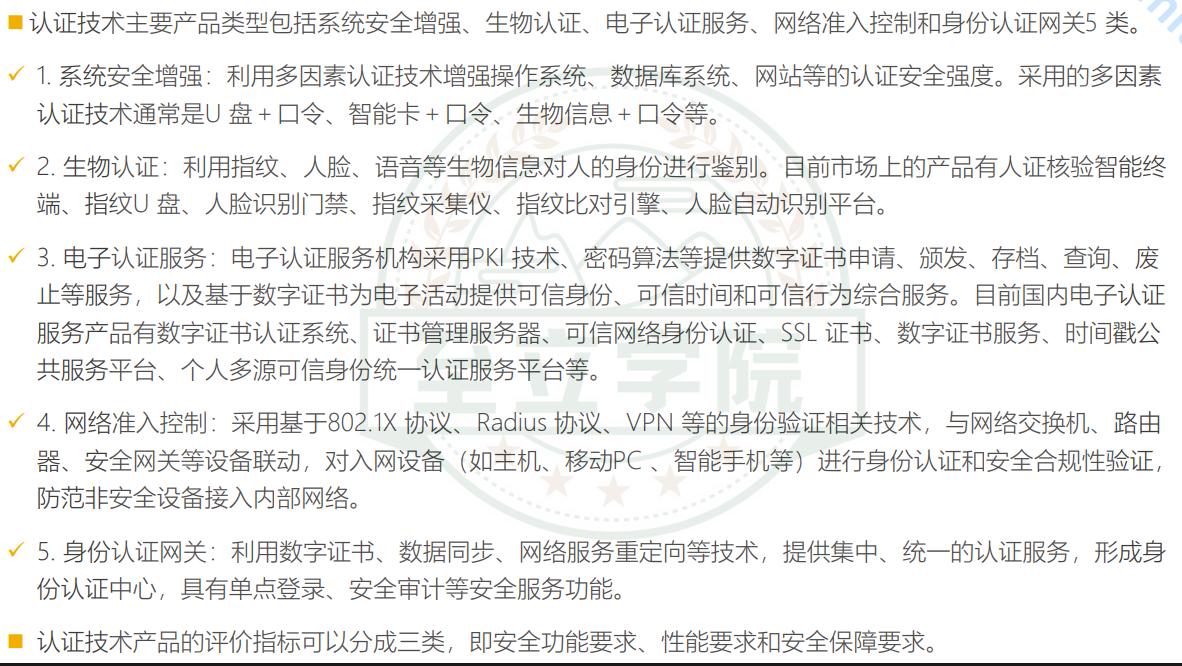 ■ 认证技术主要产品类型包括系统安全增强、生物认证、电子认证服务、网络准入控制和身份认证网关5 类。
✓ 1. 系统安全增强：利用多因素认证技术增强操作系统、数据库系统、网站等的认证安全强度。采用的多因素
认证技术通常是U 盘＋口令、智能卡＋口令、生物信息＋口令等。
✓ 2. 生物认证：利用指纹、人脸、语音等生物信息对人的身份进行鉴别。目前市场上的产品有人证核验智能终
端、指纹U 盘、人脸识别门禁、指纹采集仪、指纹比对引擎、人脸自动识别平台。
✓ 3. 电子认证服务：电子认证服务机构采用PKI 技术、密码算法等提供数字证书申请、颁发、存档、查询、废
止等服务，以及基于数字证书为电子活动提供可信身份、可信时间和可信行为综合服务。目前国内电子认证
服务产品有数字证书认证系统、证书管理服务器、可信网络身份认证、SSL 证书、数字证书服务、时间戳公
共服务平台、个人多源可信身份统一认证服务平台等。
✓ 4. 网络准入控制：采用基于802.1X 协议、Radius 协议、VPN 等的身份验证相关技术，与网络交换机、路由
器、安全网关等设备联动，对入网设备（如主机、移动PC 、智能手机等）进行身份认证和安全合规性验证，
防范非安全设备接入内部网络。
✓ 5. 身份认证网关：利用数字证书、数据同步、网络服务重定向等技术，提供集中、统一的认证服务，形成身
份认证中心，具有单点登录、安全审计等安全服务功能。
■ 认证技术产品的评价指标可以分成三类，即安全功能要求、性能要求和安全保障要求。